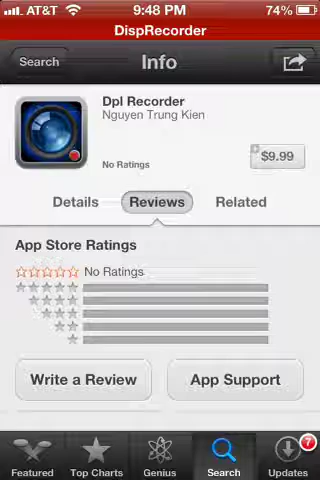 AT&T 9:48 PM 74%
DispRecorder
Search Info
Dpl Recorder
Nguyen Trung Kien
No Ratings
$9.99
Details Reviews Related
App Store Ratings
No Ratings
Write a Review App Support
7
Featured Top Charts Genius Search Updates